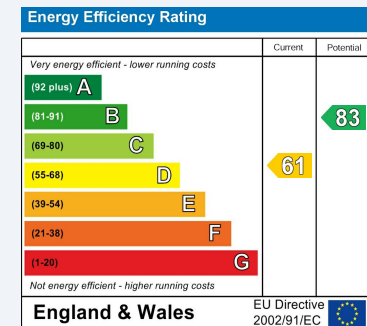 Energy Efficiency Rating
Current Potential
Very energy efficient - lower running costs
(92 plus) A
(81-91) B
83
(69-80) C
61
(55-68) D
(39-54) E
(21-38) F
(1-20) G
Not energy efficient - higher running costs
England & Wales
EU Directive
2002/91/EC